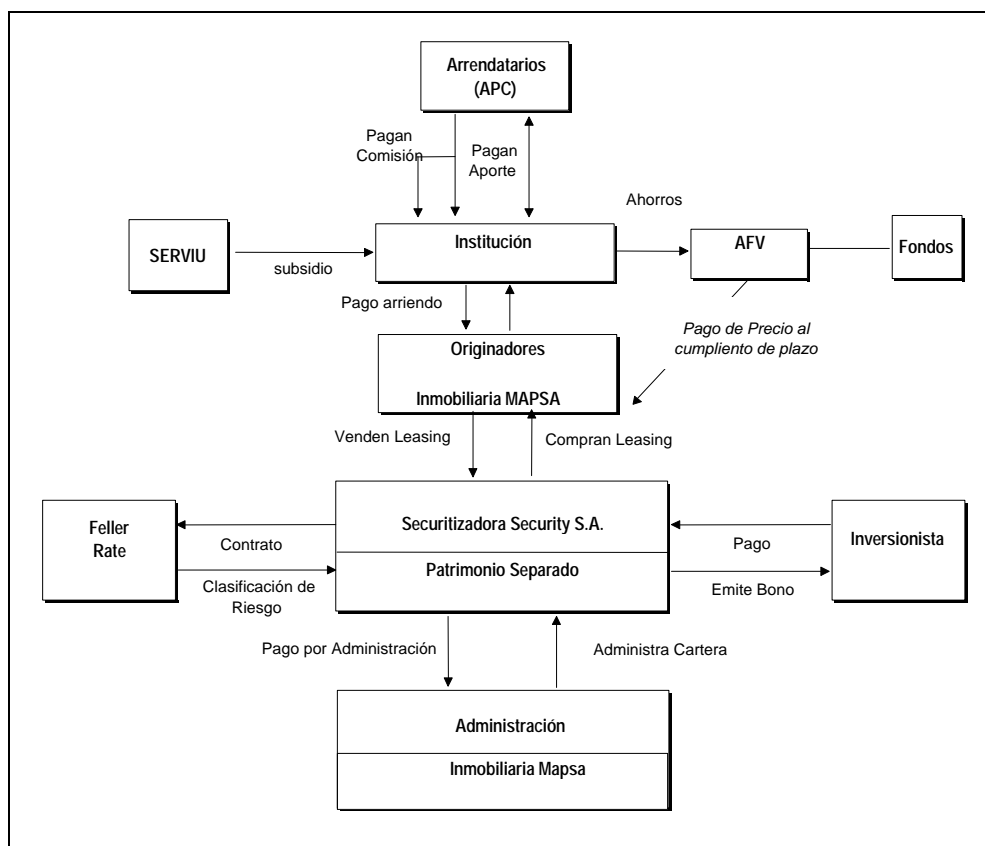 Arrendatarios
(APC)
Pagan
Comisión
Pagan
Aporte
Ahorros
SERVIU
subsidio
Institución
AFV
Fondos
Pago arriendo
Pago de Precio al
cumpliento de plazo
Originadores
Inmobiliaria MAPSA
Venden Leasing
Compran Leasing
Feller
Rate
Contrato
Clasificación de
Riesgo
Securitizadora Security S.A.
Patrimonio Separado
Pago
Emite Bono
Inversionista
Pago por Administración
Administra Cartera
Administración
Inmobiliaria Mapsa